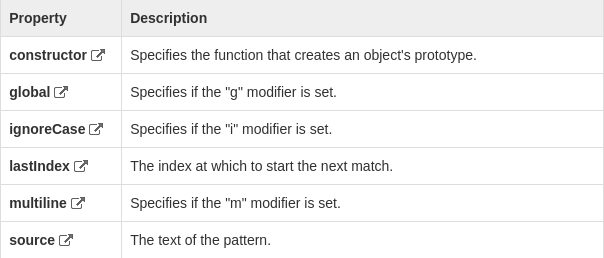 Property Description
constructor Specifies the function that creates an object's prototype.
global Specifies if the "g" modifier is set.
ignoreCase Specifies if the "i" modifier is set.
lastIndex The index at which to start the next match.
multiline Specifies if the "m" modifier is set.
source The text of the pattern.